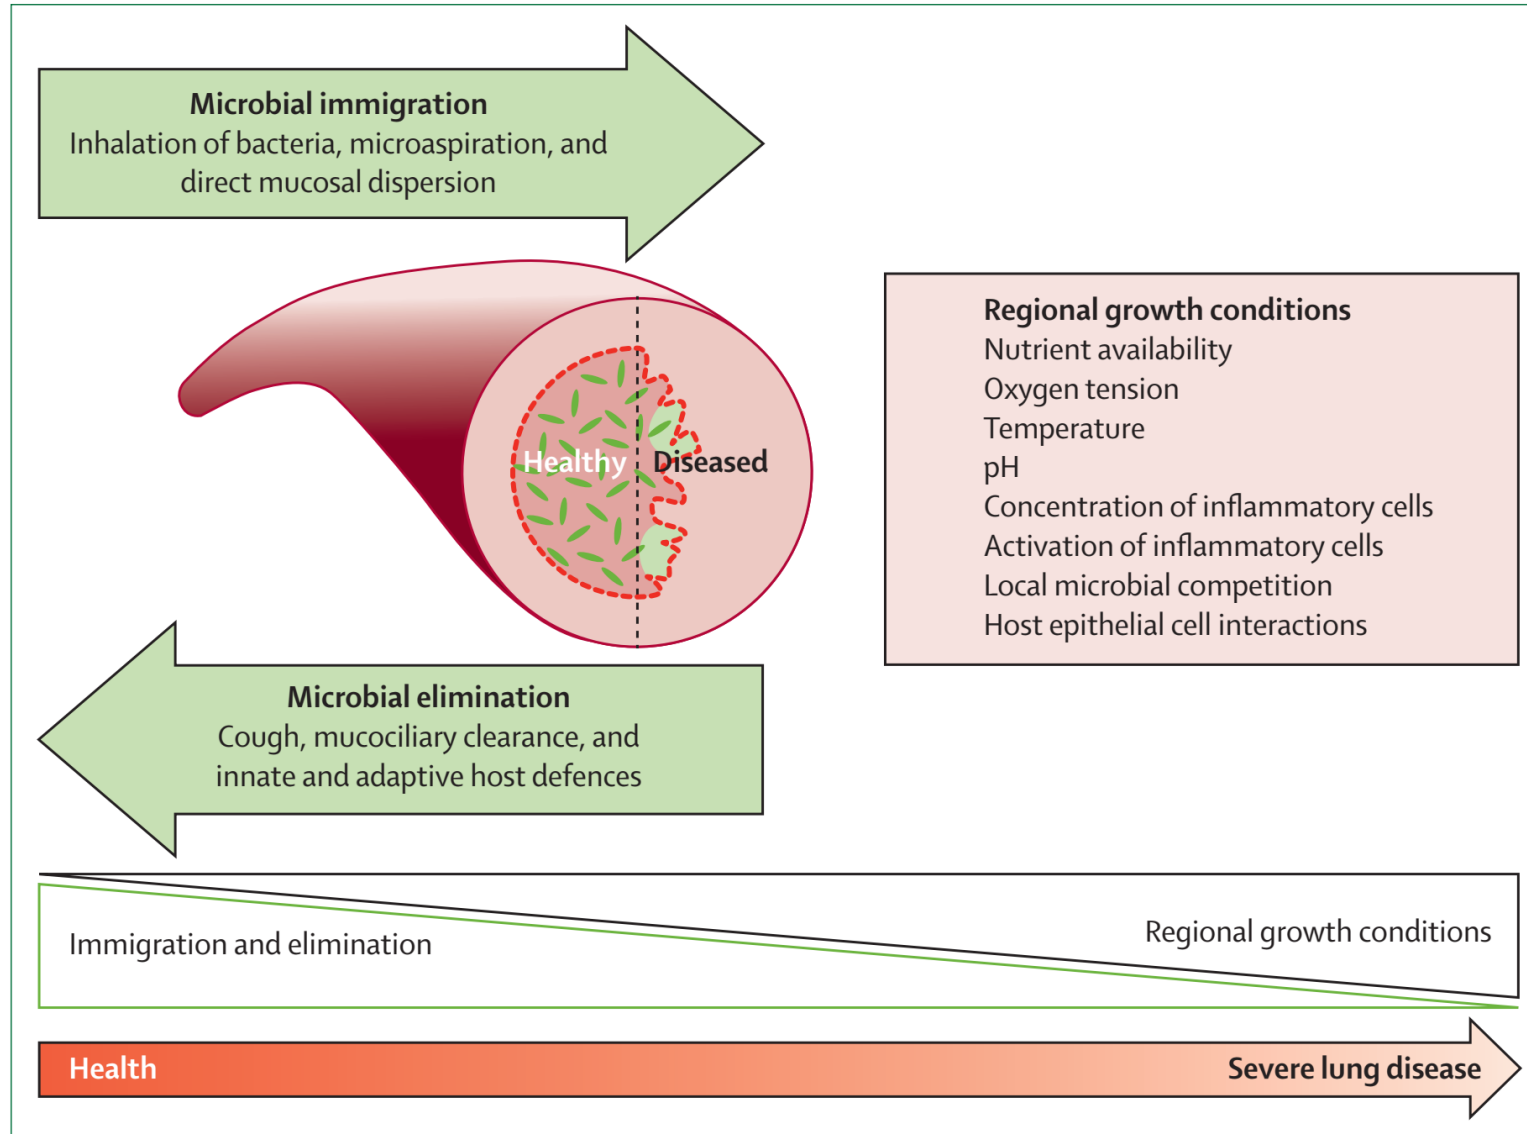 Microbial immigration
Inhalation of bacteria, microaspiration, and
direct mucosal dispersion
Healthy
Diseased
Regional growth conditions
Nutrient availability
Oxygen tension
Temperature
pH
Concentration of inflammatory cells
Activation of inflammatory cells
Local microbial competition
Host epithelial cell interactions
Microbial elimination
Cough, mucociliary clearance, and
innate and adaptive host defences
Immigration and elimination
Regional growth conditions
Health
Severe lung disease